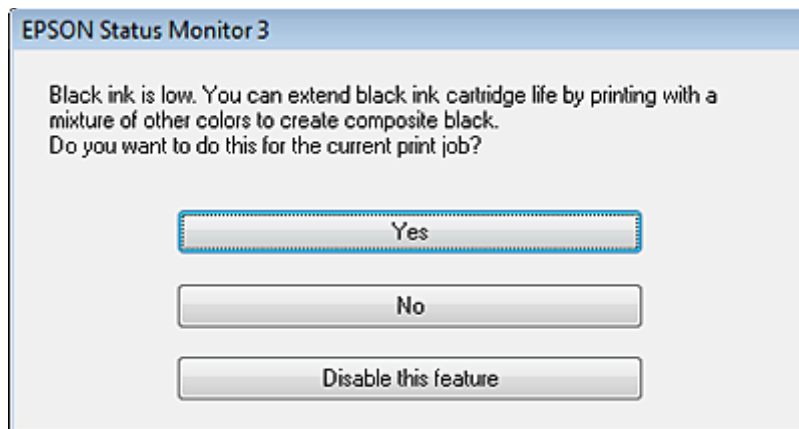 EPSON Status Monitor 3
Black ink is low. You can extend black ink cartridge life by printing with a
mixture of other colors to create composite black.
Do you want to do this for the current print job?
Yes
No
Disable this feature